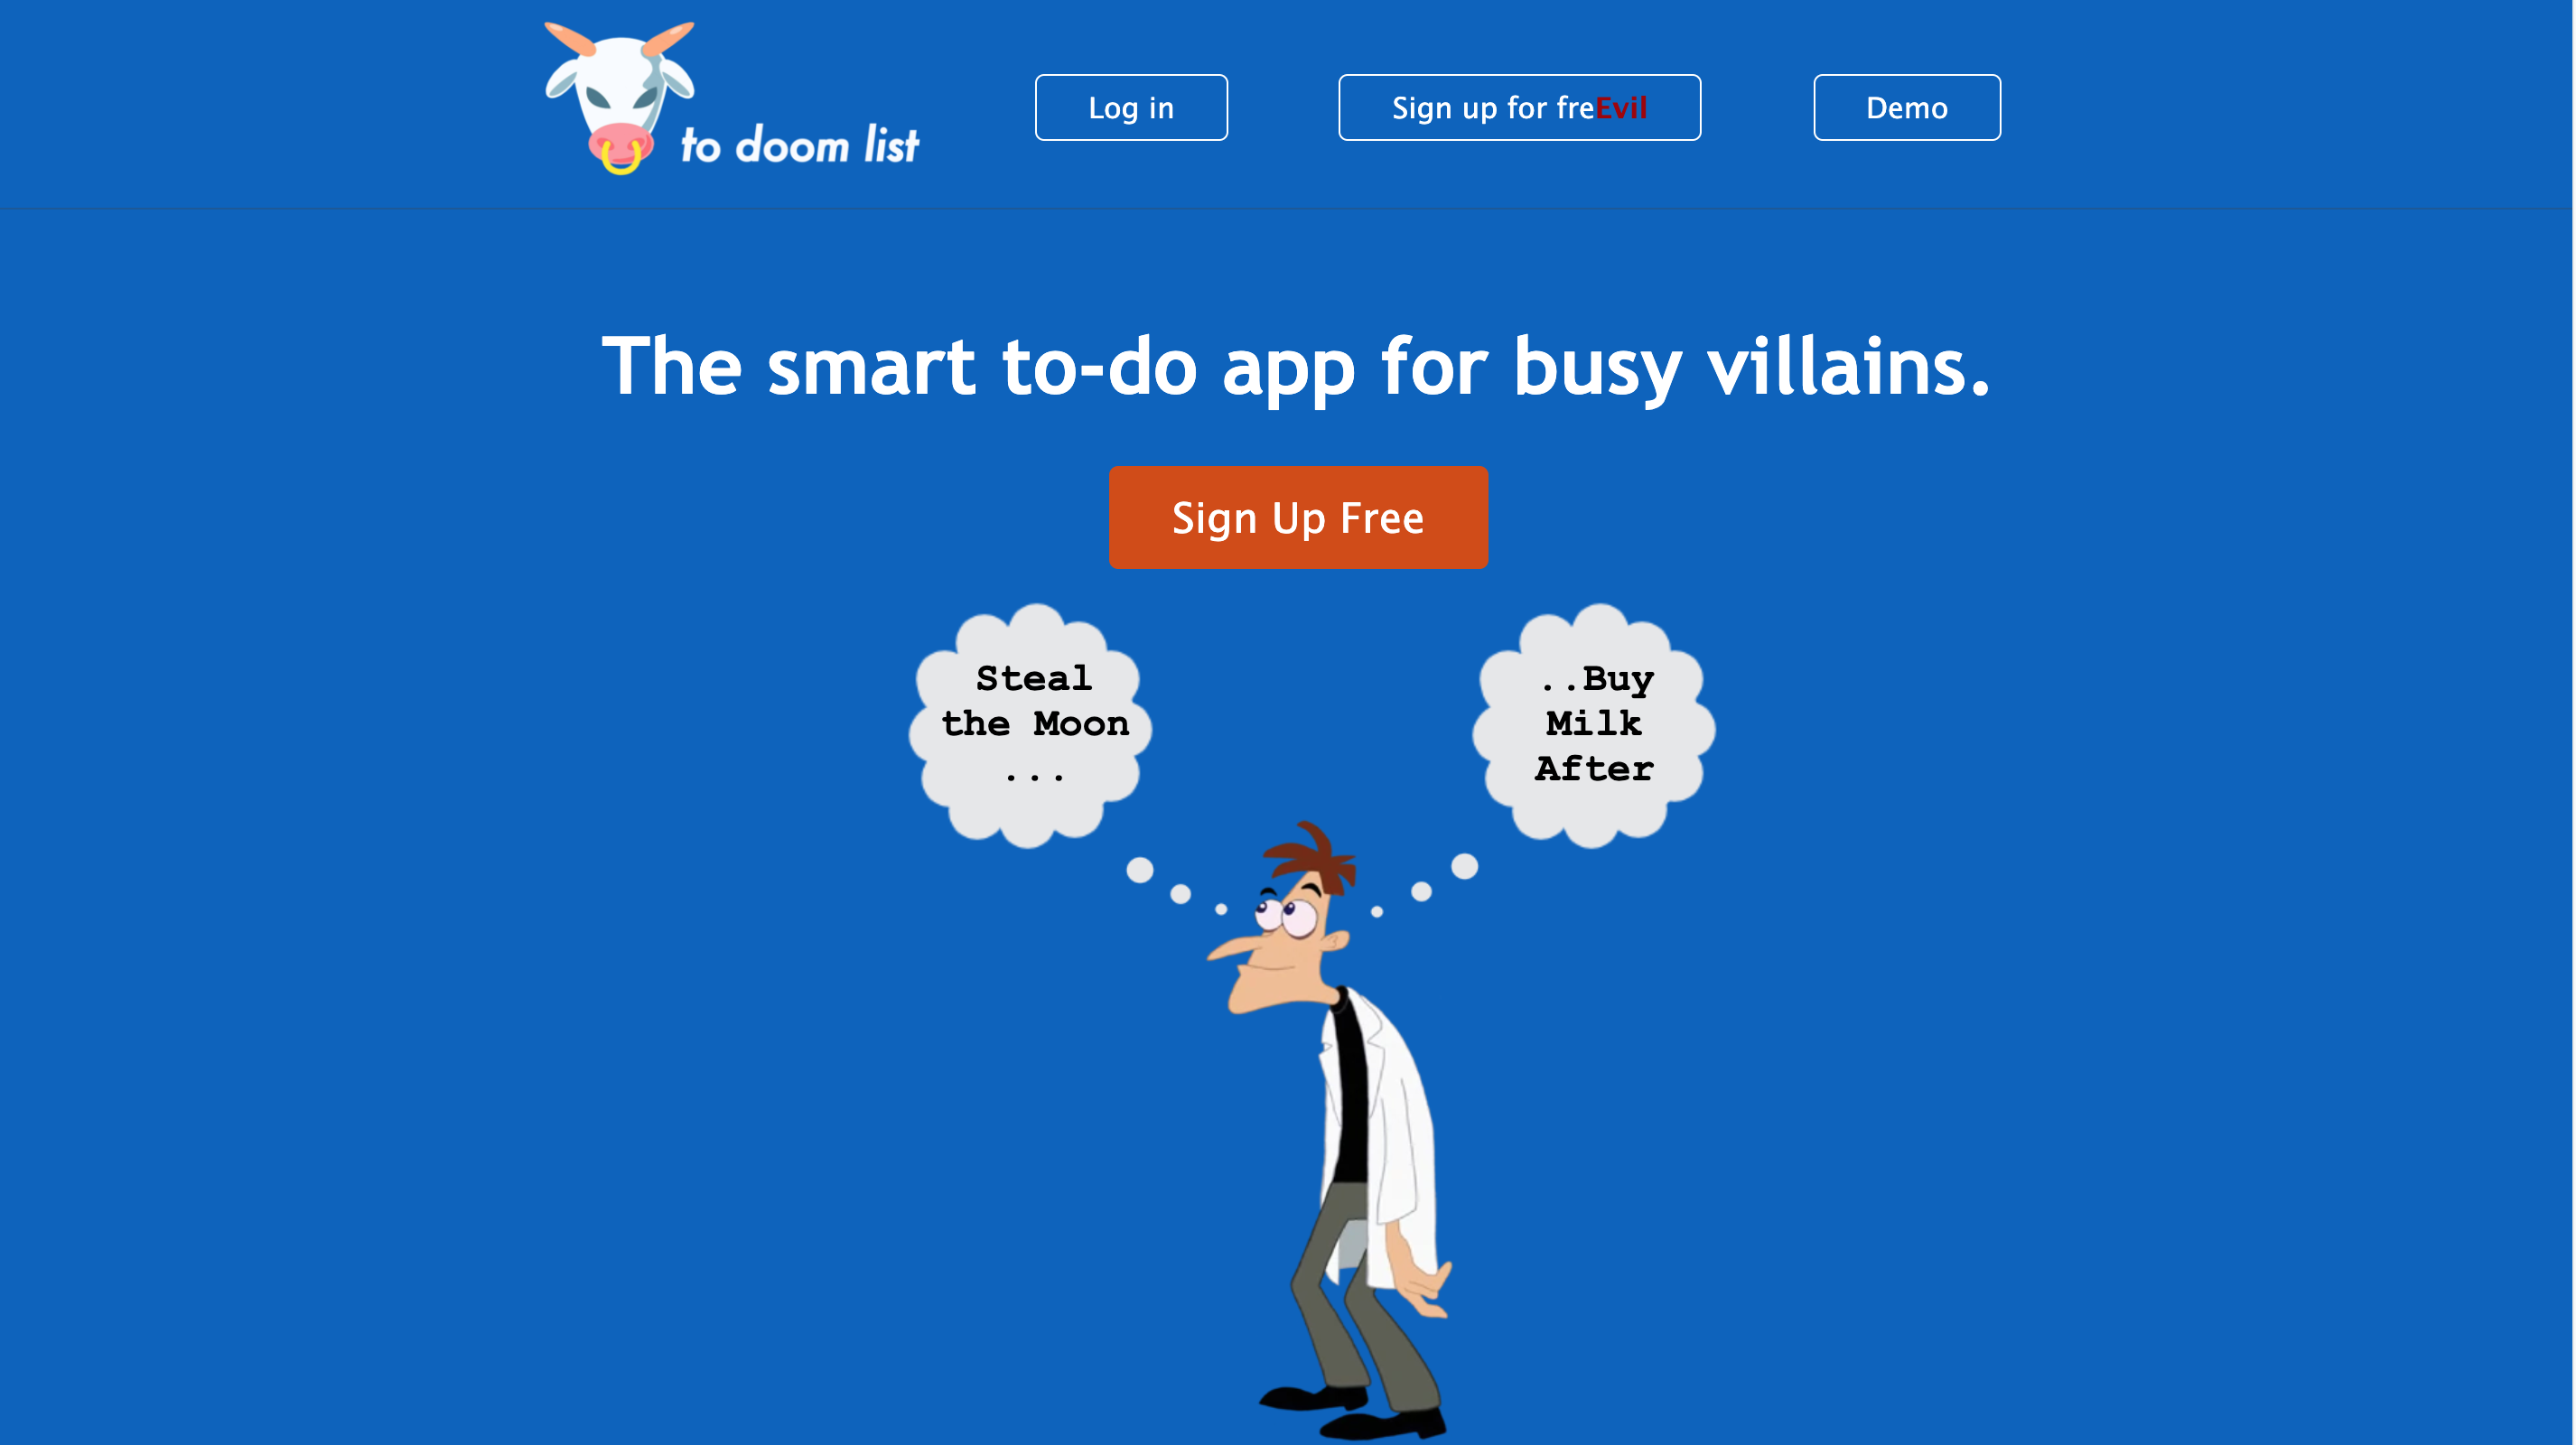 to doom list
Log in
Sign up for freEvil
Demo
The smart to-do app for busy villains.
Sign Up Free
Steal
the Moon
...
..Buy
Milk
After